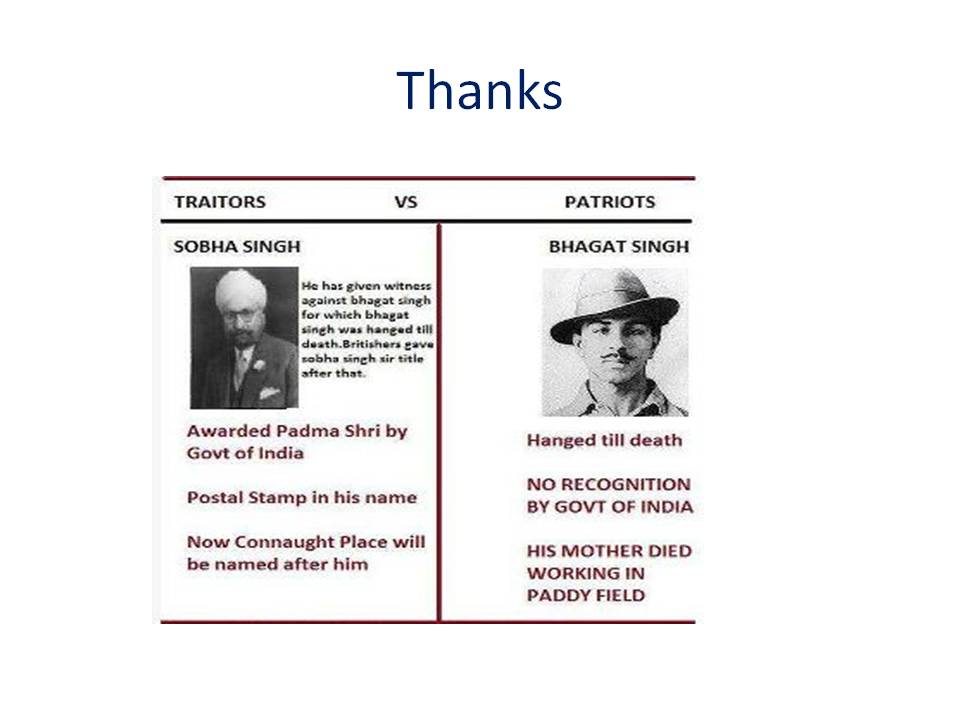 Thanks
TRAITORS VS PATRIOTS
SOBHA SINGH
He has given witness
against bhagat singh
for which bhagat
singh was hanged till
death.Britishers gave
sobha singh sir title
after that.
Awarded Padma Shri by
Govt of India
Postal Stamp in his name
Now Connaught Place will
be named after him
BHAGAT SINGH
Hanged till death
NO RECOGNITION
BY GOVT OF INDIA
HIS MOTHER DIED
WORKING IN
PADDY FIELD